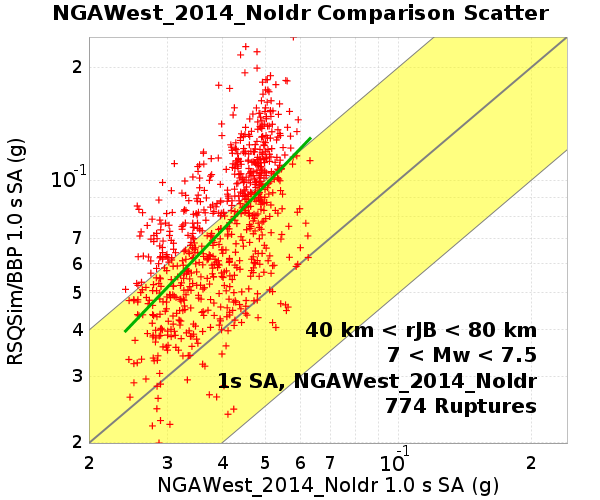 NGAWest_2014_NoIdr Comparison Scatter
RSQSim/BBP 1.0 s SA (g)
2
10⁻¹
7
6
5
4
3
2
40 km < rJB < 80 km
7 < Mw < 7.5
1s SA, NGAWest_2014_NoIdr
774 Ruptures
2 3 4 5 6 7 10⁻¹ 2
NGAWest_2014_NoIdr 1.0 s SA (g)